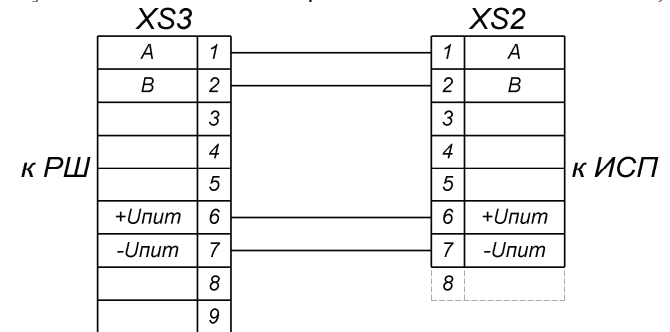 XS3 XS2
A 1 1 A
B 2 2 B
3 3
4 4
к РШ к ИСП
5 5
+Uпит 6 6 +Uпит
-Uпит 7 7 -Uпит
8 8
9